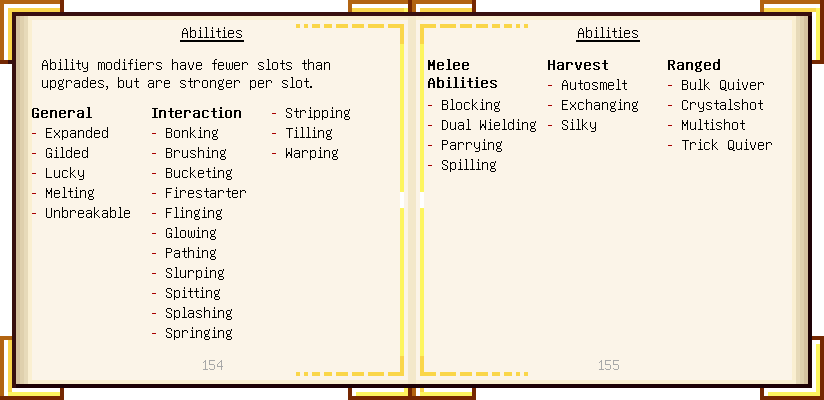 Abilities
Ability modifiers have fewer slots than
upgrades, but are stronger per slot.
General
- Expanded
- Gilded
- Lucky
- Melting
- Unbreakable
Interaction
- Bonking
- Brushing
- Bucketing
- Firestarter
- Flinging
- Glowing
- Pathing
- Slurping
- Spitting
- Splashing
- Springing
- Stripping
- Tilling
- Warping
154
Abilities
Melee
Abilities
- Blocking
- Dual Wielding
- Parrying
- Spilling
Harvest
- Autosmelt
- Exchanging
- Silky
Ranged
- Bulk Quiver
- Crystalshot
- Multishot
- Trick Quiver
155